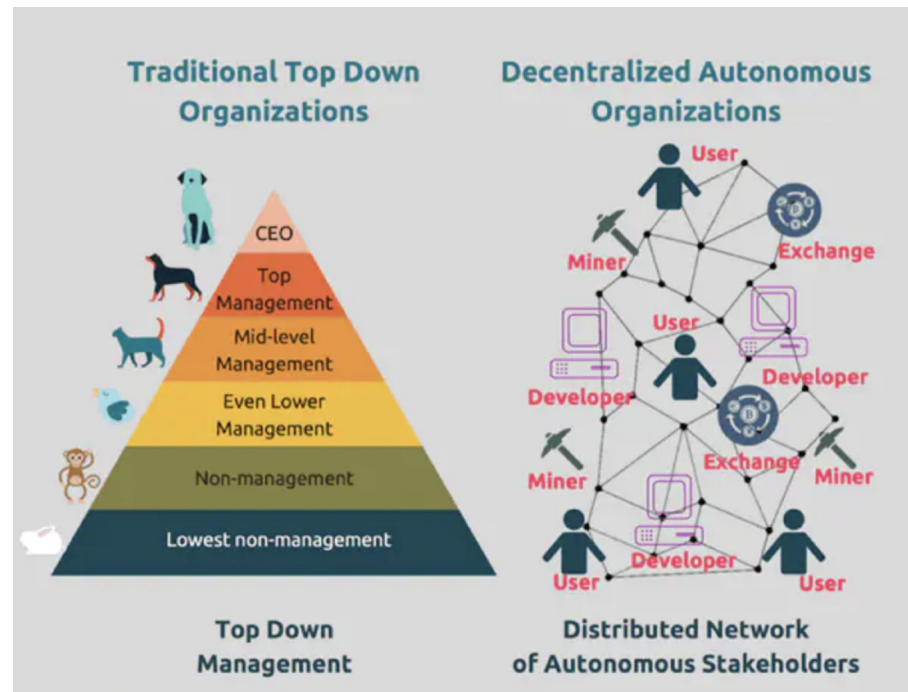 Traditional Top Down
Organizations
CEO
Top
Management
Mid-level
Management
Even Lower
Management
Non-management
Lowest non-management
Top Down
Management
Decentralized Autonomous
Organizations
User
Miner
Exchange
User
Developer
Developer
Exchange
Miner
Miner
Developer
User
User
Distributed Network
of Autonomous Stakeholders